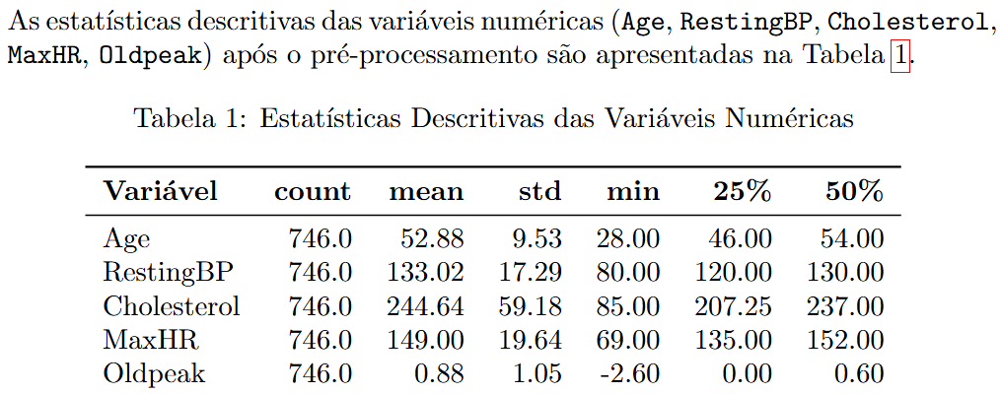 As estatísticas descritivas das variáveis numéricas (Age, RestingBP, Cholesterol,
MaxHR, Oldpeak) após o pré-processamento são apresentadas na Tabela 1.
Tabela 1: Estatísticas Descritivas das Variáveis Numéricas
Variável count mean std min 25% 50%
Age 746.0 52.88 9.53 28.00 46.00 54.00
RestingBP 746.0 133.02 17.29 80.00 120.00 130.00
Cholesterol 746.0 244.64 59.18 85.00 207.25 237.00
MaxHR 746.0 149.00 19.64 69.00 135.00 152.00
Oldpeak 746.0 0.88 1.05 -2.60 0.00 0.60